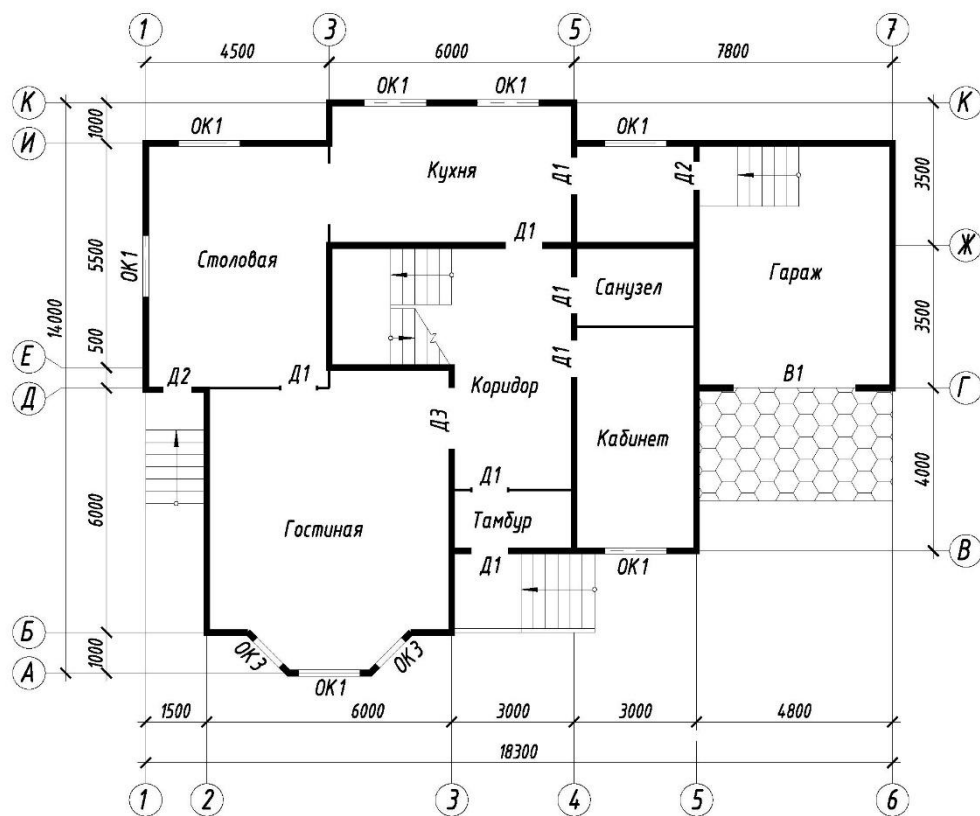 1 3 5 7
4500 6000 7800
К ОК1 ОК1 К
1000
И ОК1 ОК1
Кухня Д1 Д2 3500
Д1 Ж
ОК1 Столовая Санузел Гараж
5500 Д1
14000
3500
Е 500 Д1
Д Д2 Д1 Коридор В1 Г
Д3
Кабинет
4000
6000 Д1
Гостиная Тамбур
Д1 ОК1 В
Б
ОК3 ОК3
А 1000 ОК1
1500 6000 3000 3000 4800
18300
1 2 3 4 5 6